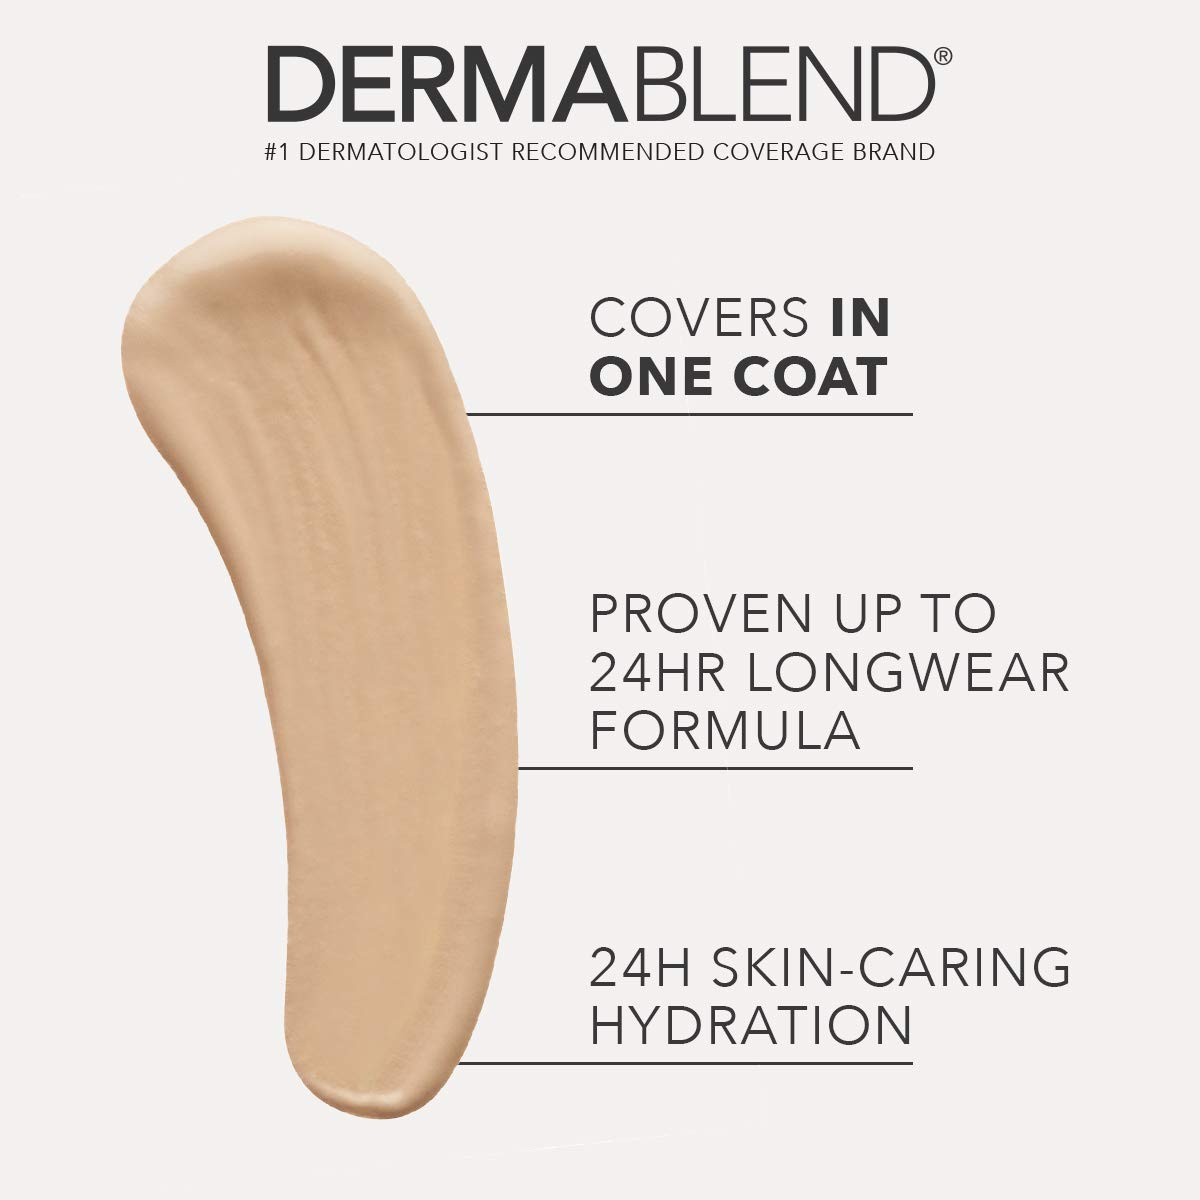 DERMABLEND®
#1 DERMATOLOGIST RECOMMENDED COVERAGE BRAND
COVERS IN
ONE COAT
PROVEN UP TO
24HR LONGWEAR
FORMULA
24H SKIN-CARING
HYDRATION